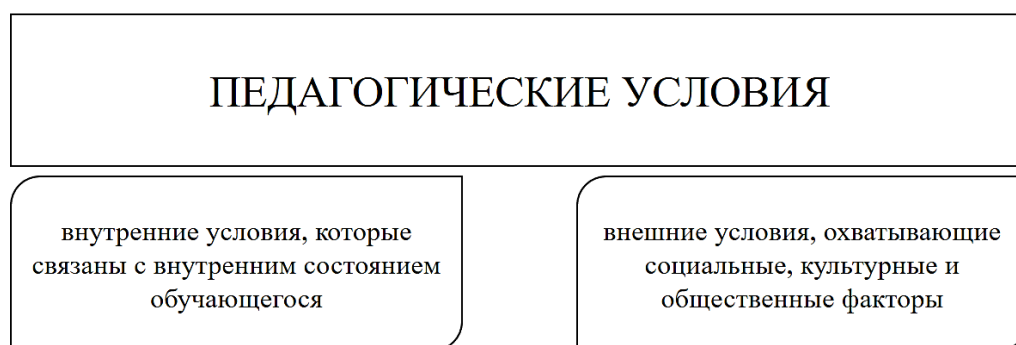 ПЕДАГОГИЧЕСКИЕ УСЛОВИЯ
внутренние условия, которые
связаны с внутренним состоянием
обучающегося
внешние условия, охватывающие
социальные, культурные и
общественные факторы